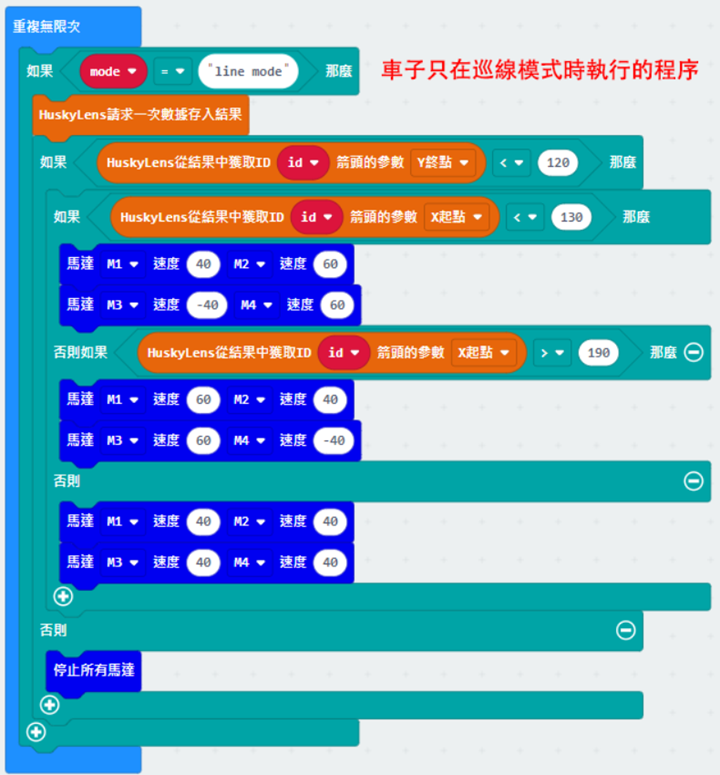 重複無限次
如果 mode = "line mode" 那麼 車子只在巡線模式時執行的程序
HuskyLens請求一次數據存入結果
如果 HuskyLens從結果中獲取ID id 箭頭的參數 Y終點 < 120 那麼
如果 HuskyLens從結果中獲取ID id 箭頭的參數 X起點 < 130 那麼
馬達 M1 速度 40 M2 速度 60
馬達 M3 速度 -40 M4 速度 60
否則如果 HuskyLens從結果中獲取ID id 箭頭的參數 X起點 > 190 那麼
馬達 M1 速度 60 M2 速度 40
馬達 M3 速度 60 M4 速度 -40
否則
馬達 M1 速度 40 M2 速度 40
馬達 M3 速度 40 M4 速度 40
否則
停止所有馬達